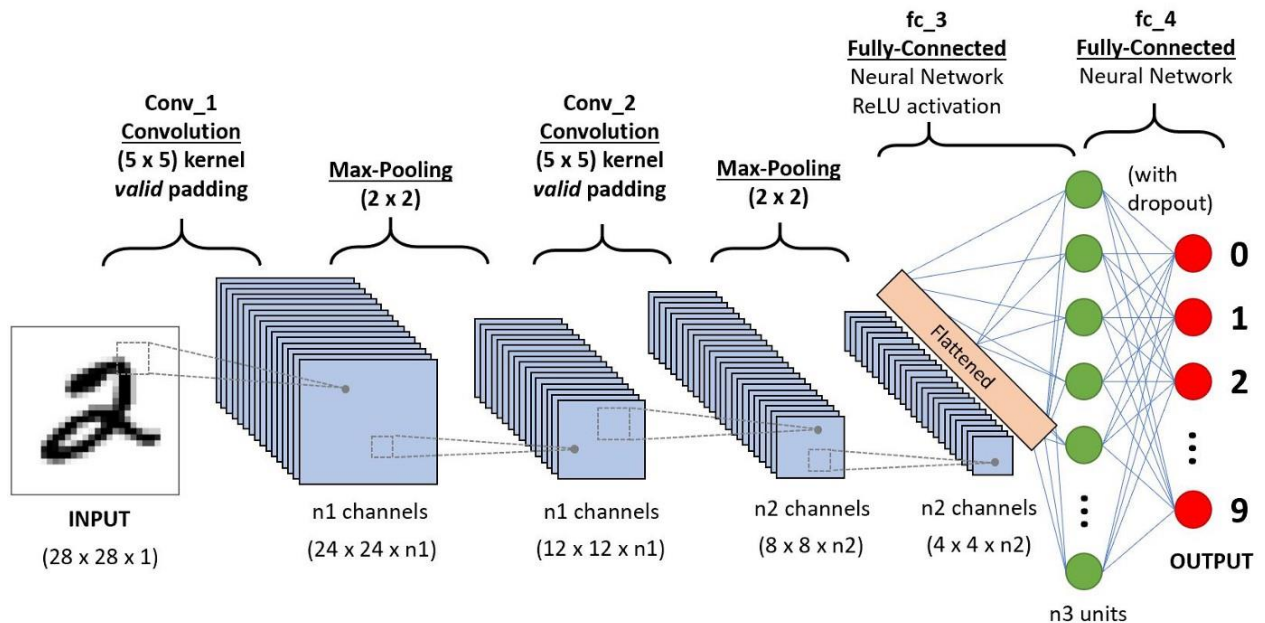 fc_3
Fully-Connected
Neural Network
ReLU activation
fc_4
Fully-Connected
Neural Network
Conv_1
Convolution
(5 x 5) kernel
valid padding
Max-Pooling
(2 x 2)
Conv_2
Convolution
(5 x 5) kernel
valid padding
Max-Pooling
(2 x 2)
(with
dropout)
Flattened
0
1
2
⋮
9
⋮
INPUT
(28 x 28 x 1)
n1 channels
(24 x 24 x n1)
n1 channels
(12 x 12 x n1)
n2 channels
(8 x 8 x n2)
n2 channels
(4 x 4 x n2)
OUTPUT
n3 units
2